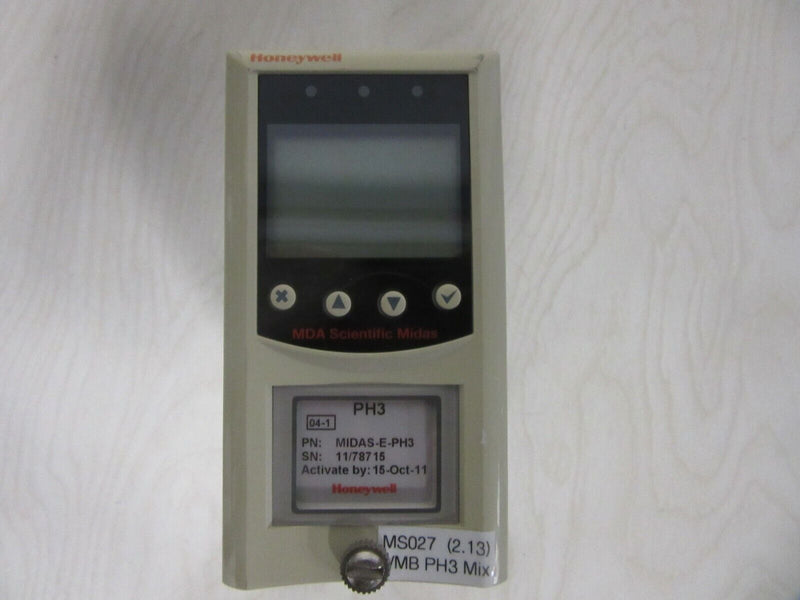 Honeywell
MDA Scientific Midas
PH3
04-1
PN: MIDAS-E-PH3
SN: 11/78715
Activate by: 15-Oct-11
Honeywell
MS027 (2.13)
VMB PH3 Mix